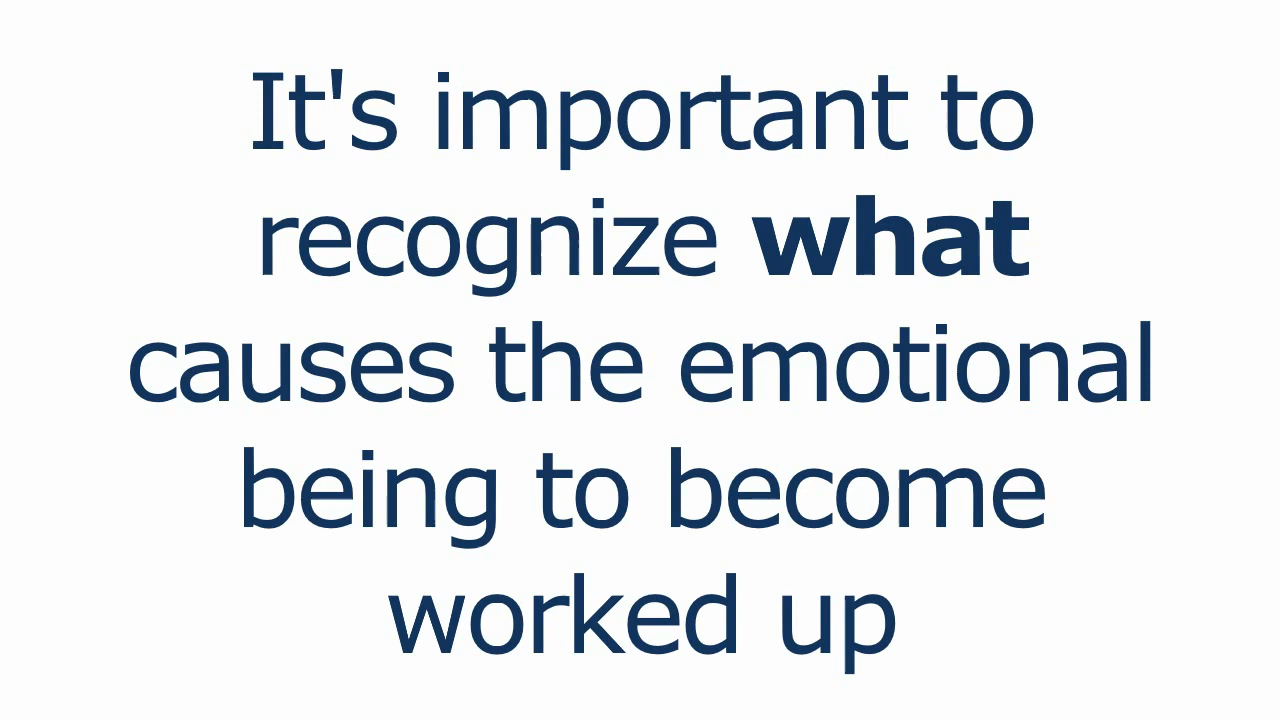 It's important to
recognize what
causes the emotional
being to become
worked up